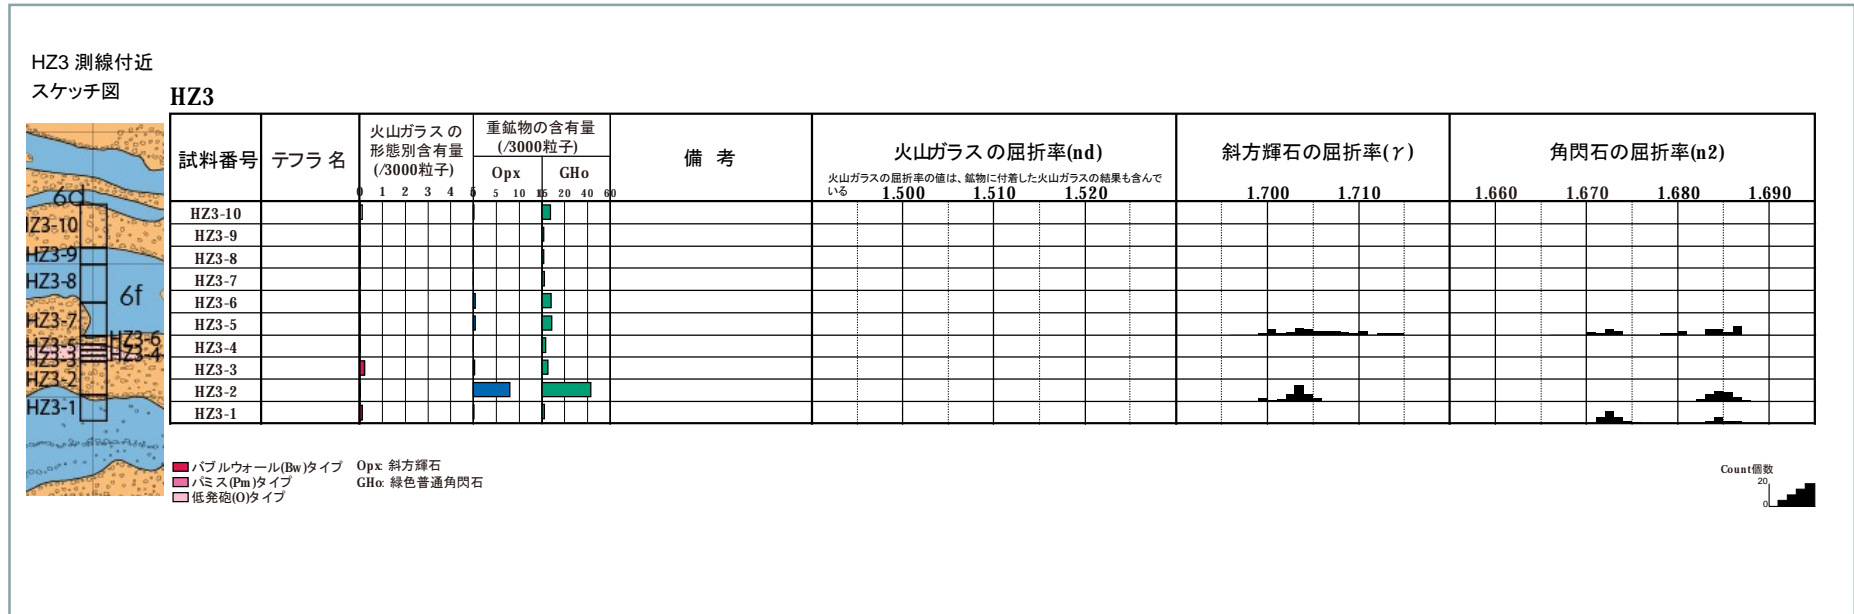 HZ3 測線付近
スケッチ図
HZ3
6d
HZ3-10
HZ3-9
HZ3-8
6f
HZ3-7
HZ3-6
HZ3-5
HZ3-4
HZ3-3
HZ3-2
HZ3-1
試料番号
テフラ 名
火山ガラス の
形態別含有量
(/3000粒子)
0 1 2 3 4 5
重鉱物の含有量
(/3000粒子)
Opx GHo
0 5 10 15 20 40 60
備 考
火山ガラス の屈折率(nd)
火山ガラスの屈折率の値は、鉱物に付着した火山ガラスの結果も含んで
いる
1.500 1.510 1.520
斜方輝石の屈折率(γ)
1.700 1.710
角閃石の屈折率(n2)
1.660 1.670 1.680 1.690
HZ3-10
HZ3-9
HZ3-8
HZ3-7
HZ3-6
HZ3-5
HZ3-4
HZ3-3
HZ3-2
HZ3-1
バブルウォール(Bw)タイプ
パミス(Pm)タイプ
低発砲(O)タイプ
Opx: 斜方輝石
GHo: 緑色普通角閃石
Count個数
20
0